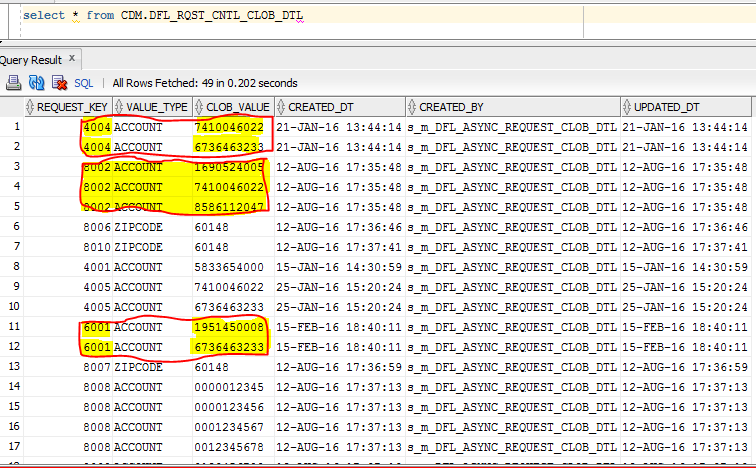 select * from CDM.DFL_RQST_CNTL_CLOB_DTL
Query Result x
SQL | All Rows Fetched: 49 in 0.202 seconds
REQUEST_KEY VALUE_TYPE CLOB_VALUE CREATED_DT CREATED_BY UPDATED_DT
1 4004 ACCOUNT 7410046022 21-JAN-16 13:44:14 s_m_DFL_ASYNC_REQUEST_CLOB_DTL 21-JAN-16 13:44:14
2 4004 ACCOUNT 6736463233 21-JAN-16 13:44:14 s_m_DFL_ASYNC_REQUEST_CLOB_DTL 21-JAN-16 13:44:14
3 8002 ACCOUNT 1690524005 12-AUG-16 17:35:48 s_m_DFL_ASYNC_REQUEST_CLOB_DTL 12-AUG-16 17:35:48
4 8002 ACCOUNT 7410046022 12-AUG-16 17:35:48 s_m_DFL_ASYNC_REQUEST_CLOB_DTL 12-AUG-16 17:35:48
5 8002 ACCOUNT 8586112047 12-AUG-16 17:35:48 s_m_DFL_ASYNC_REQUEST_CLOB_DTL 12-AUG-16 17:35:48
6 8006 ZIPCODE 60148 12-AUG-16 17:36:46 s_m_DFL_ASYNC_REQUEST_CLOB_DTL 12-AUG-16 17:36:46
7 8010 ZIPCODE 60148 12-AUG-16 17:37:41 s_m_DFL_ASYNC_REQUEST_CLOB_DTL 12-AUG-16 17:37:41
8 4001 ACCOUNT 5833654000 15-JAN-16 14:30:59 s_m_DFL_ASYNC_REQUEST_CLOB_DTL 15-JAN-16 14:30:59
9 4005 ACCOUNT 7410046022 25-JAN-16 15:20:24 s_m_DFL_ASYNC_REQUEST_CLOB_DTL 25-JAN-16 15:20:24
10 4005 ACCOUNT 6736463233 25-JAN-16 15:20:24 s_m_DFL_ASYNC_REQUEST_CLOB_DTL 25-JAN-16 15:20:24
11 6001 ACCOUNT 1951450008 15-FEB-16 18:40:11 s_m_DFL_ASYNC_REQUEST_CLOB_DTL 15-FEB-16 18:40:11
12 6001 ACCOUNT 6736463233 15-FEB-16 18:40:11 s_m_DFL_ASYNC_REQUEST_CLOB_DTL 15-FEB-16 18:40:11
13 8007 ZIPCODE 60148 12-AUG-16 17:36:59 s_m_DFL_ASYNC_REQUEST_CLOB_DTL 12-AUG-16 17:36:59
14 8008 ACCOUNT 0000012345 12-AUG-16 17:37:13 s_m_DFL_ASYNC_REQUEST_CLOB_DTL 12-AUG-16 17:37:13
15 8008 ACCOUNT 0000123456 12-AUG-16 17:37:13 s_m_DFL_ASYNC_REQUEST_CLOB_DTL 12-AUG-16 17:37:13
16 8008 ACCOUNT 0001234567 12-AUG-16 17:37:13 s_m_DFL_ASYNC_REQUEST_CLOB_DTL 12-AUG-16 17:37:13
17 8008 ACCOUNT 0012345678 12-AUG-16 17:37:13 s_m_DFL_ASYNC_REQUEST_CLOB_DTL 12-AUG-16 17:37:13